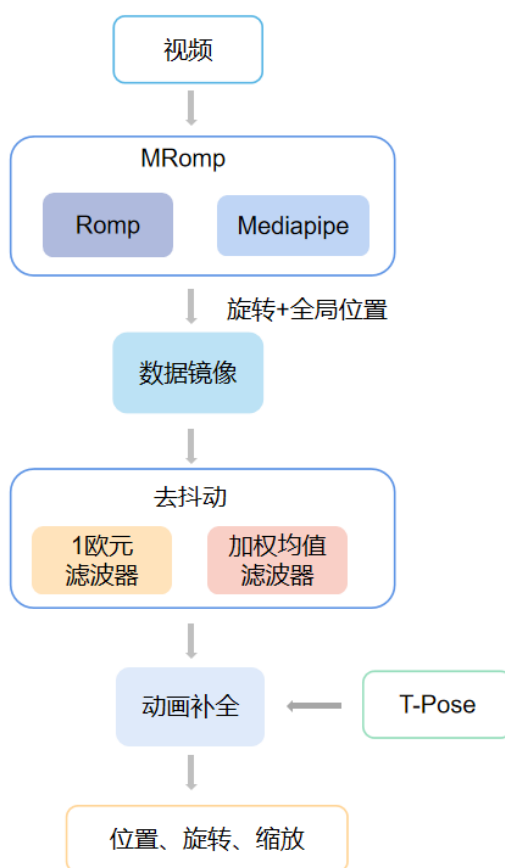 视频
MRomp
Romp
Mediapipe
旋转+全局位置
数据镜像
去抖动
1欧元
滤波器
加权均值
滤波器
动画补全
T-Pose
位置、旋转、缩放